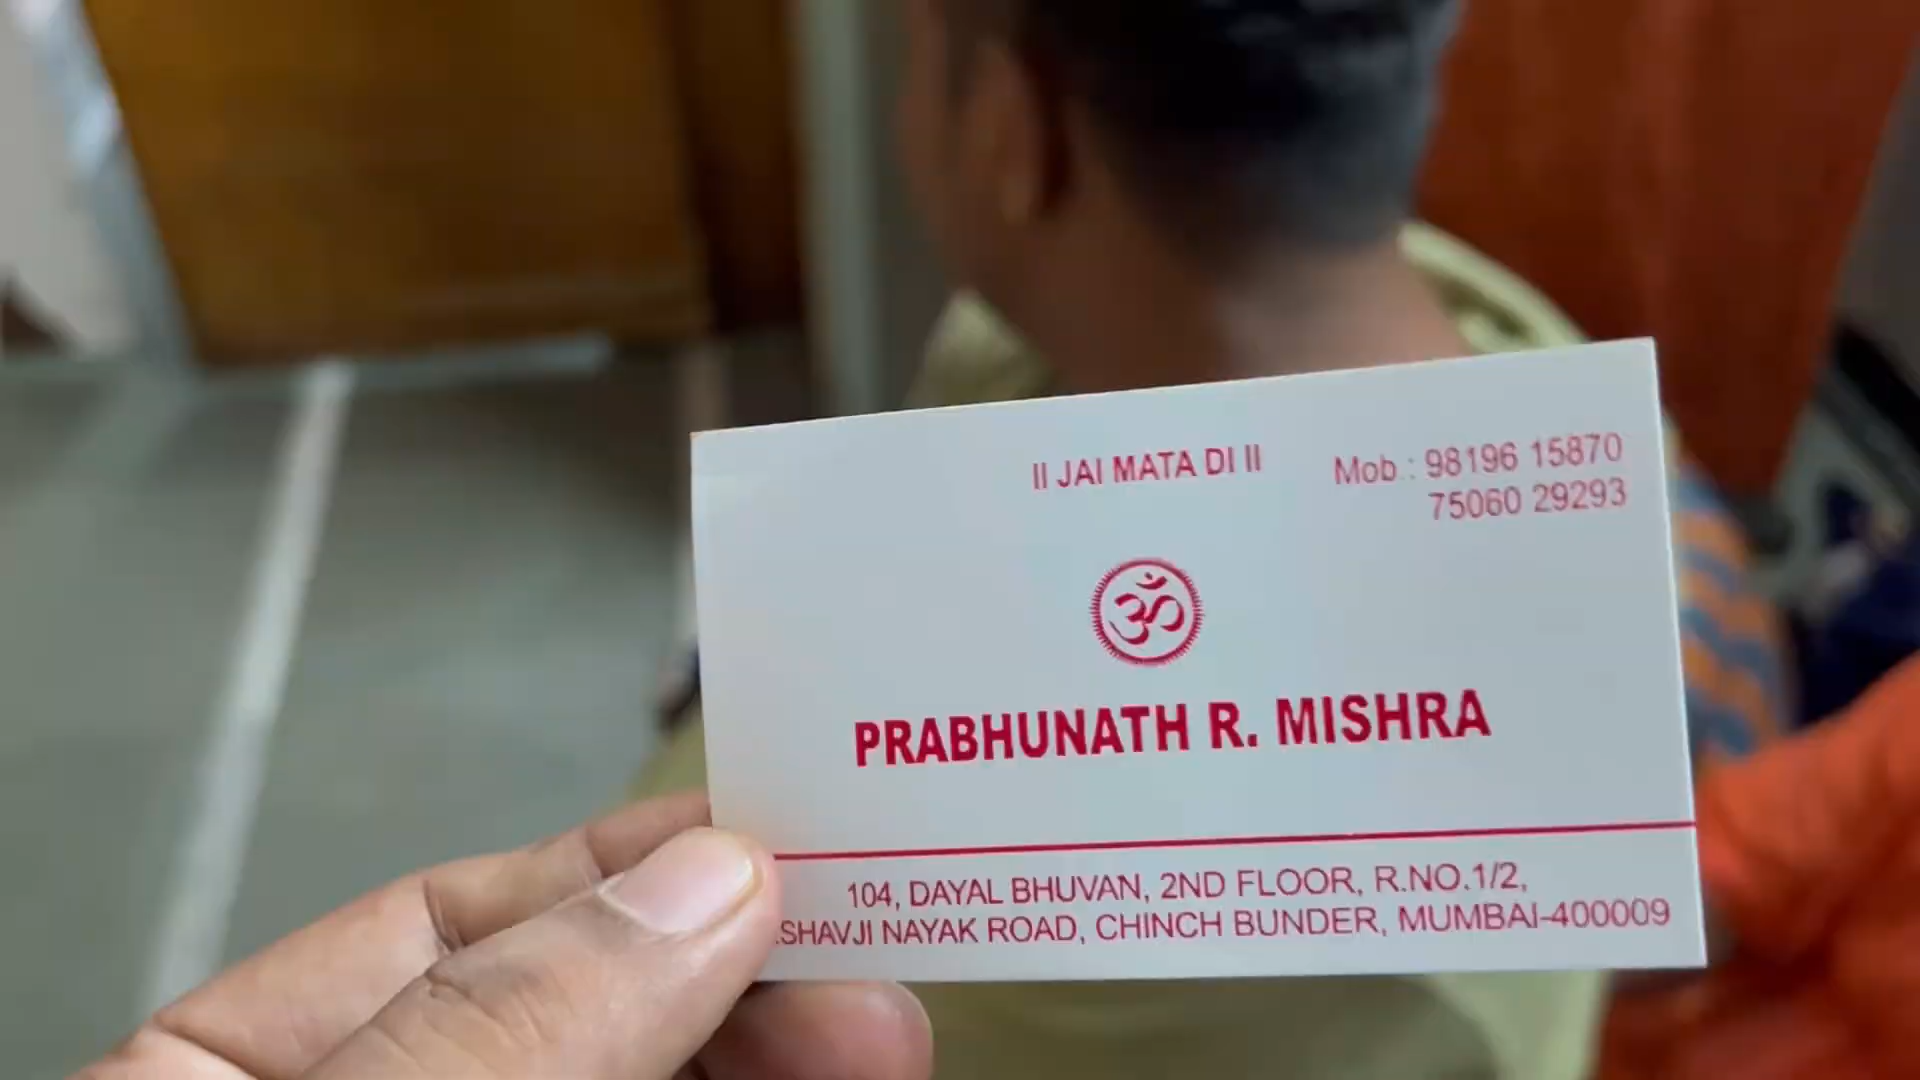 II JAI MATA DI II
Mob.: 98196 15870
75060 29293
ॐ
PRABHUNATH R. MISHRA
104, DAYAL BHUVAN, 2ND FLOOR, R.NO.1/2,
SHAVJI NAYAK ROAD, CHINCH BUNDER, MUMBAI-400009